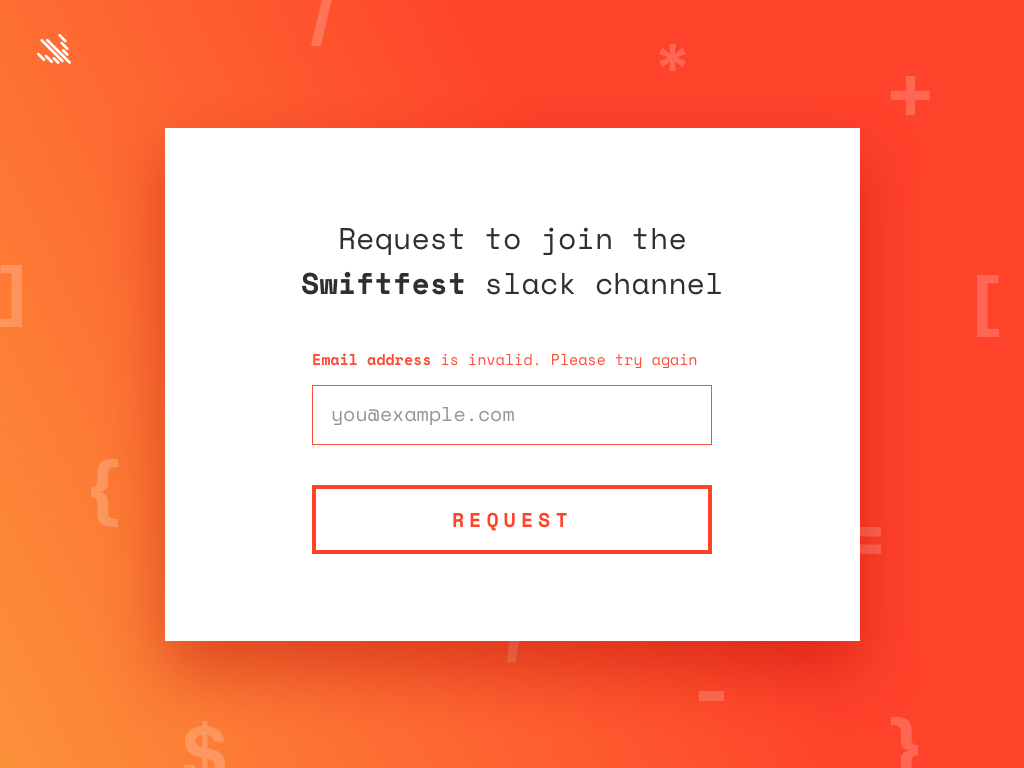 /
*
+
Request to join the
Swiftfest slack channel
]
[
Email address is invalid. Please try again
you@example.com
{
REQUEST
=
/
-
$
}